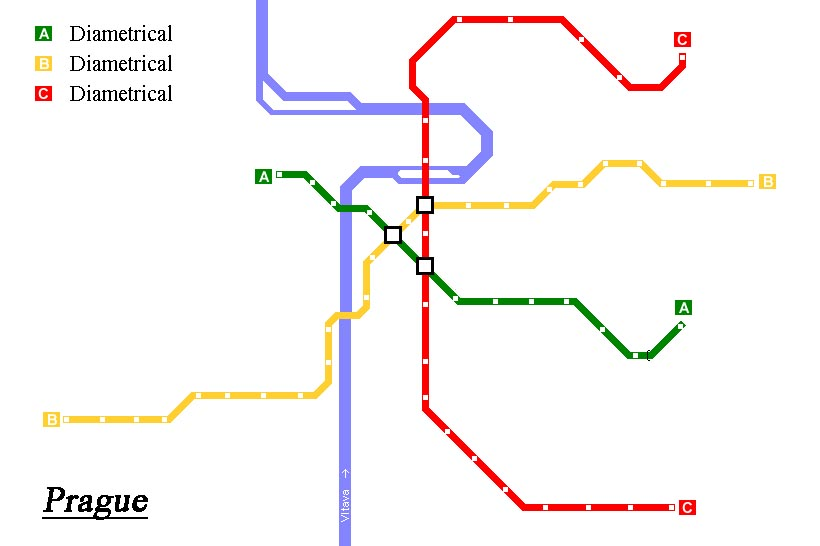 A Diametrical
B Diametrical
C Diametrical
C
A
B
A
B
C
Vltava →
Prague